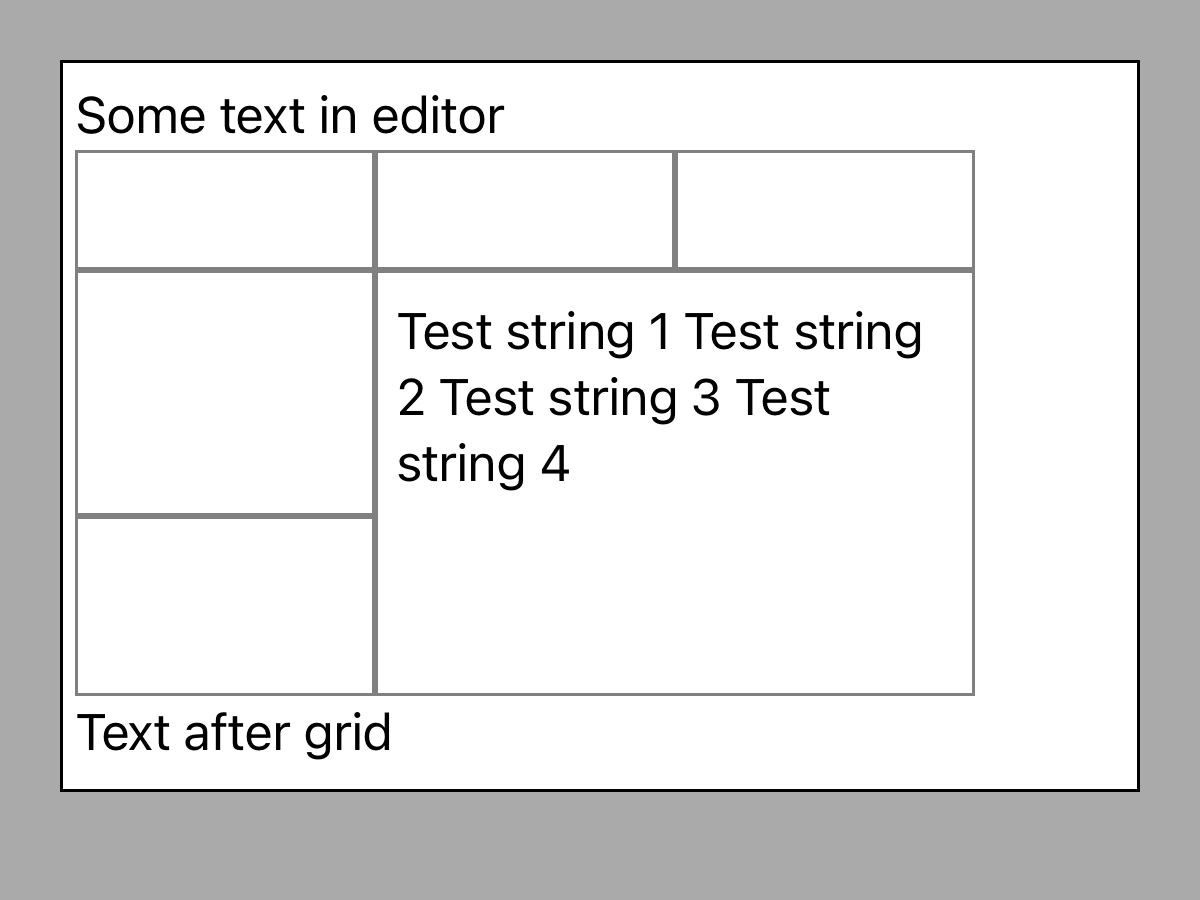 Some text in editor
Test string 1 Test string
2 Test string 3 Test
string 4
Text after grid